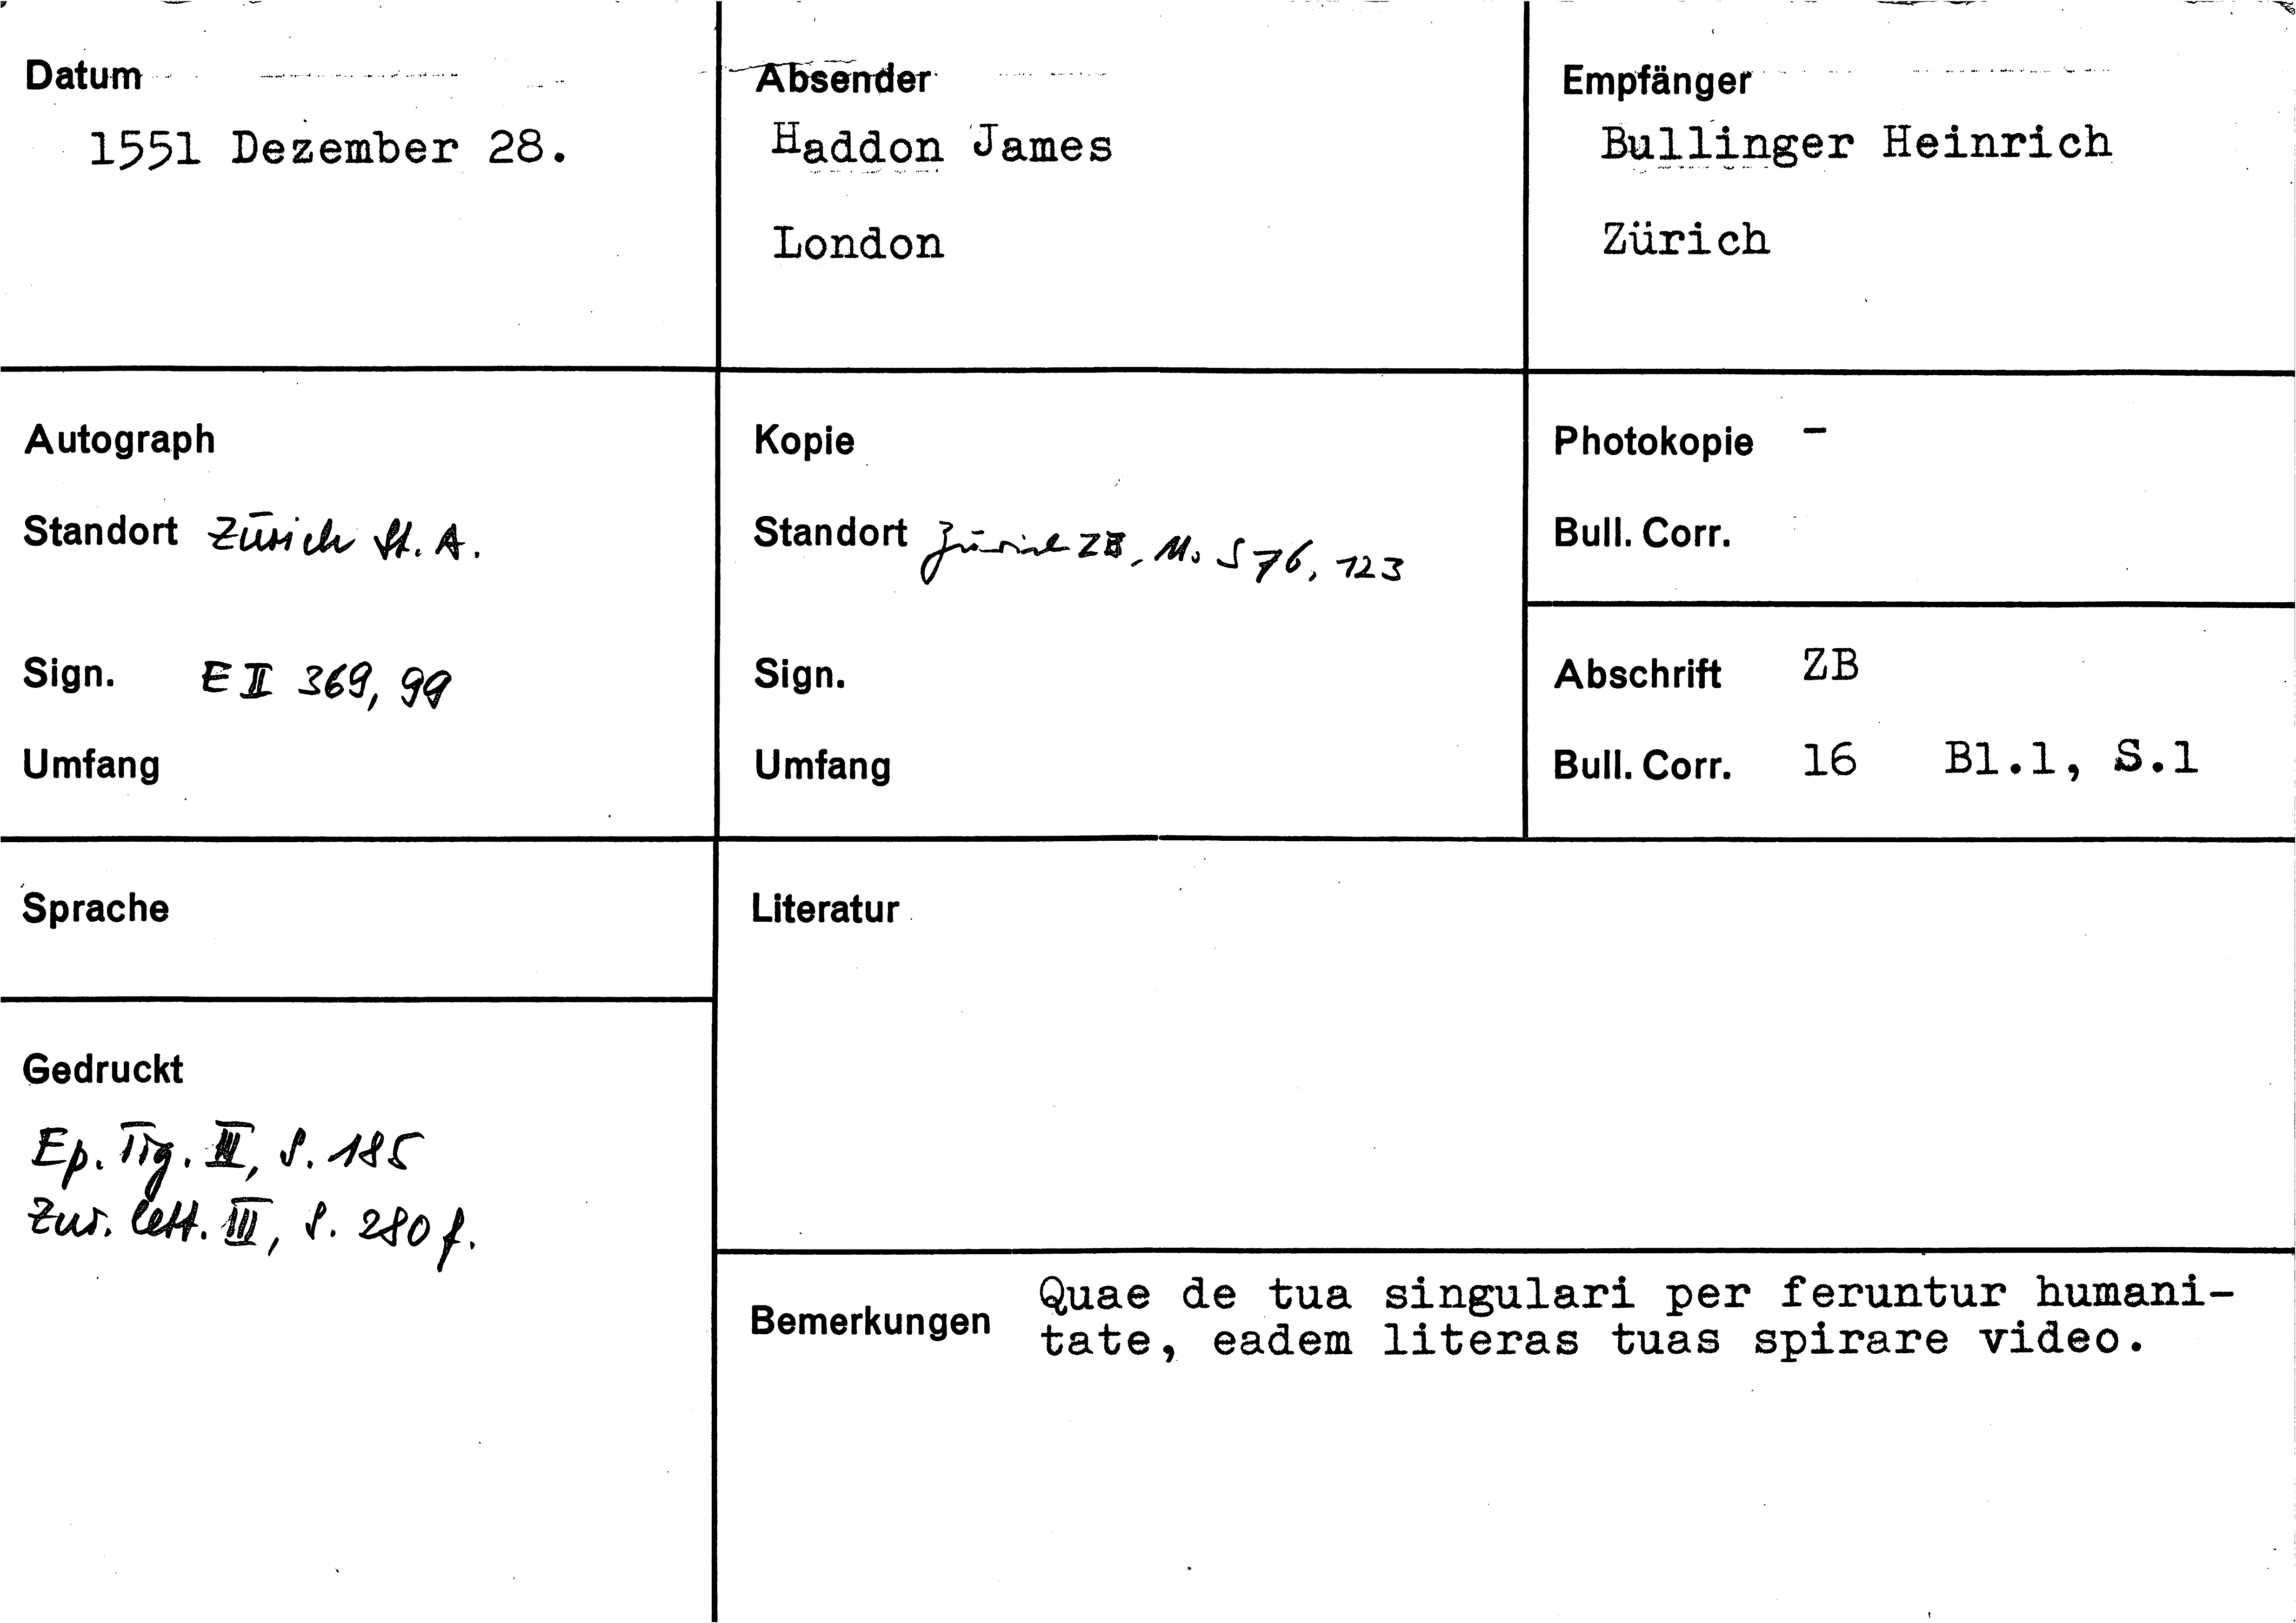 Datum
1551 Dezember 28.
Absender
Haddon James
London
Empfänger
Bullinger Heinrich
Zürich
Autograph
Standort Zürich St. A.
Sign. E II 369, 99
Umfang
Kopie
Standort Zürich ZB, Ms S 76, 123
Sign.
Umfang
Photokopie -
Bull. Corr.
Abschrift ZB
Bull. Corr. 16 Bl.1, S.1
Sprache
Literatur
Gedruckt
Ep. Tig. III, S. 185
Zur. lett. III, S. 280 f.
Bemerkungen Quae de tua singulari per feruntur humani-
tate, eadem literas tuas spirare video.